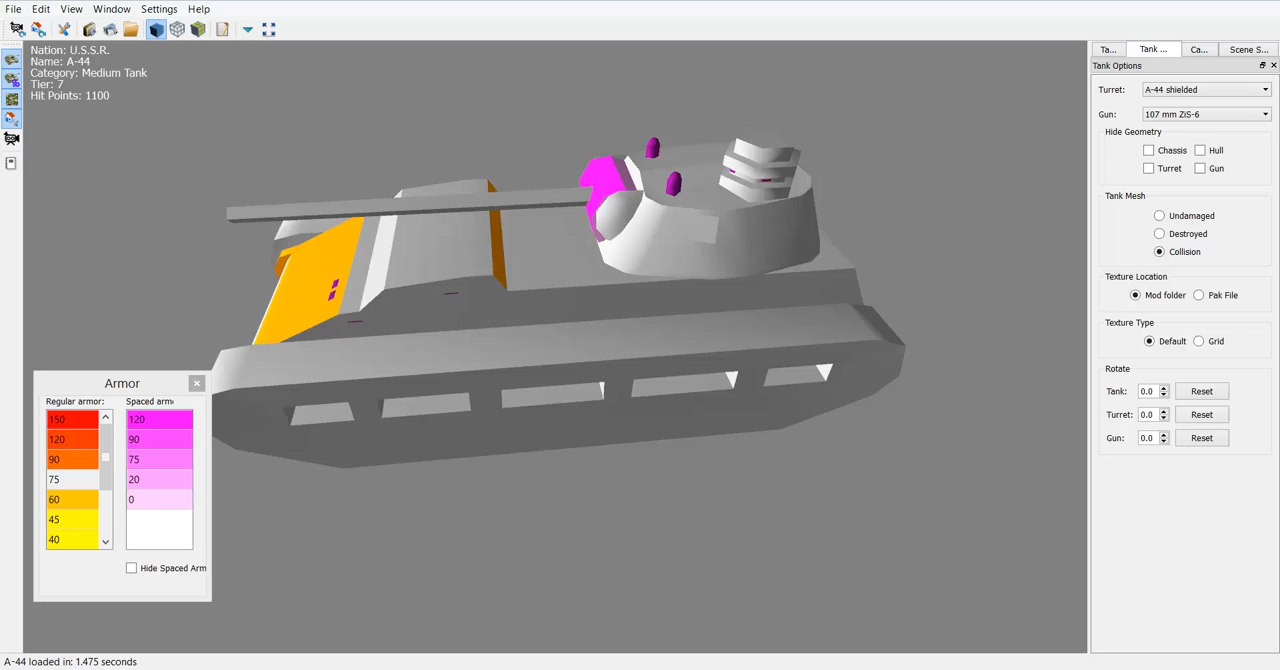 File Edit View Window Settings Help
Nation: U.S.S.R.
Name: A-44
Category: Medium Tank
Tier: 7
Hit Points: 1100
Ta... Tank ... Ca... Scene S...
Tank Options
Turret: A-44 shielded
Gun: 107 mm ZiS-6
Hide Geometry
Chassis Hull
Turret Gun
Tank Mesh
Undamaged
Destroyed
Collision
Texture Location
Mod folder Pak File
Texture Type
Default Grid
Rotate
Tank: 0.0 Reset
Turret: 0.0 Reset
Gun: 0.0 Reset
Armor
Regular armor: Spaced arm
150 120
120 90
90 75
75 20
60 0
45
40
Hide Spaced Arm
A-44 loaded in: 1.475 seconds